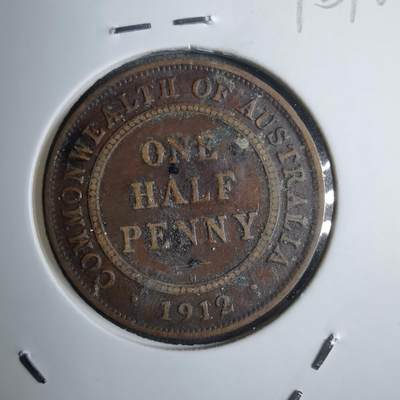 COMMONWEALTH OF AUSTRALIA
ONE
HALF
PENNY
1912